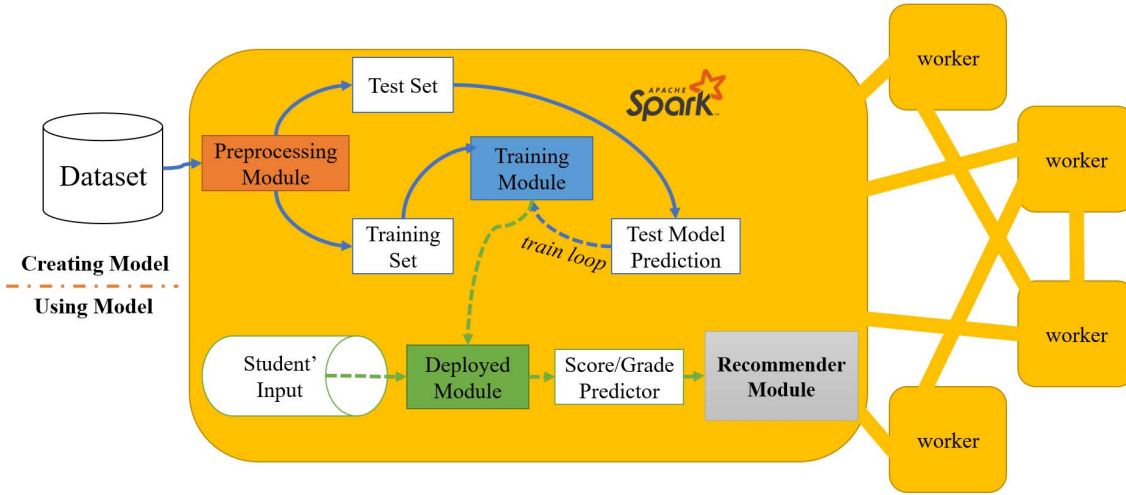 Dataset
Creating Model
Using Model
Preprocessing
Module
Test Set
Training
Set
Training
Module
train loop
Test Model
Prediction
APACHE
Spark
TM
Student’
Input
Deployed
Module
Score/Grade
Predictor
Recommender
Module
worker
worker
worker
worker